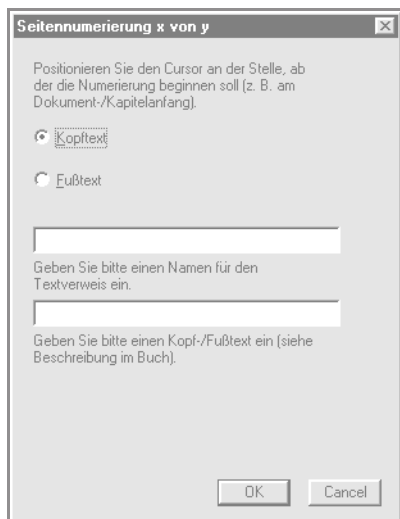 Seitennumerierung x von y
Positionieren Sie den Cursor an der Stelle, ab
der die Numerierung beginnen soll (z. B. am
Dokument-/Kapitelanfang).
Kopftext
Fußtext
Geben Sie bitte einen Namen für den
Textverweis ein.
Geben Sie bitte einen Kopf-/Fußtext ein (siehe
Beschreibung im Buch).
OK
Cancel